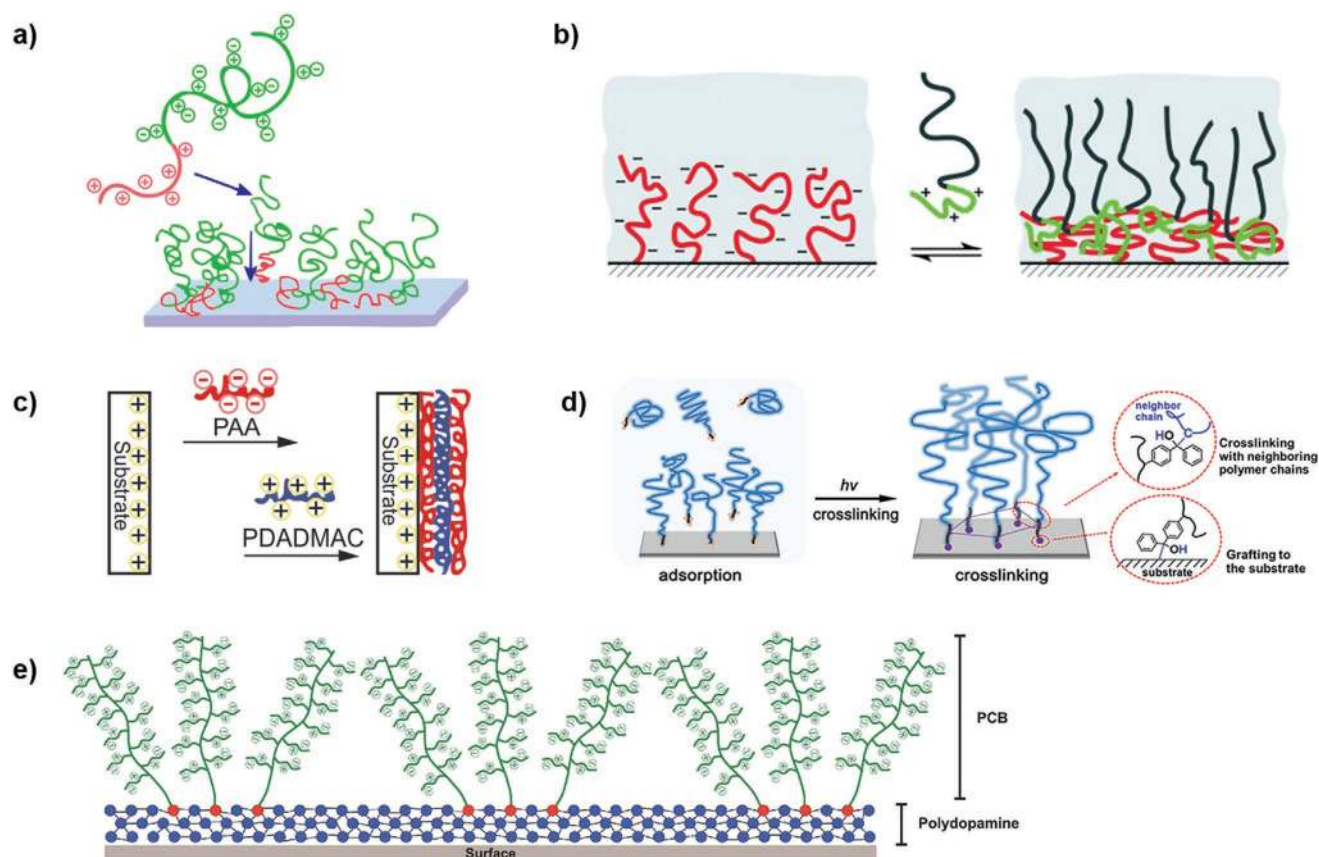 a)
b)
c)
Substrate
PAA
PDADMAC
Substrate
d)
adsorption
hν
crosslinking
crosslinking
neighbor
chain
C
HO
Crosslinking
with neighboring
polymer chains
OH
substrate
Grafting to
the substrate
e)
PCB
Polydopamine
Surface